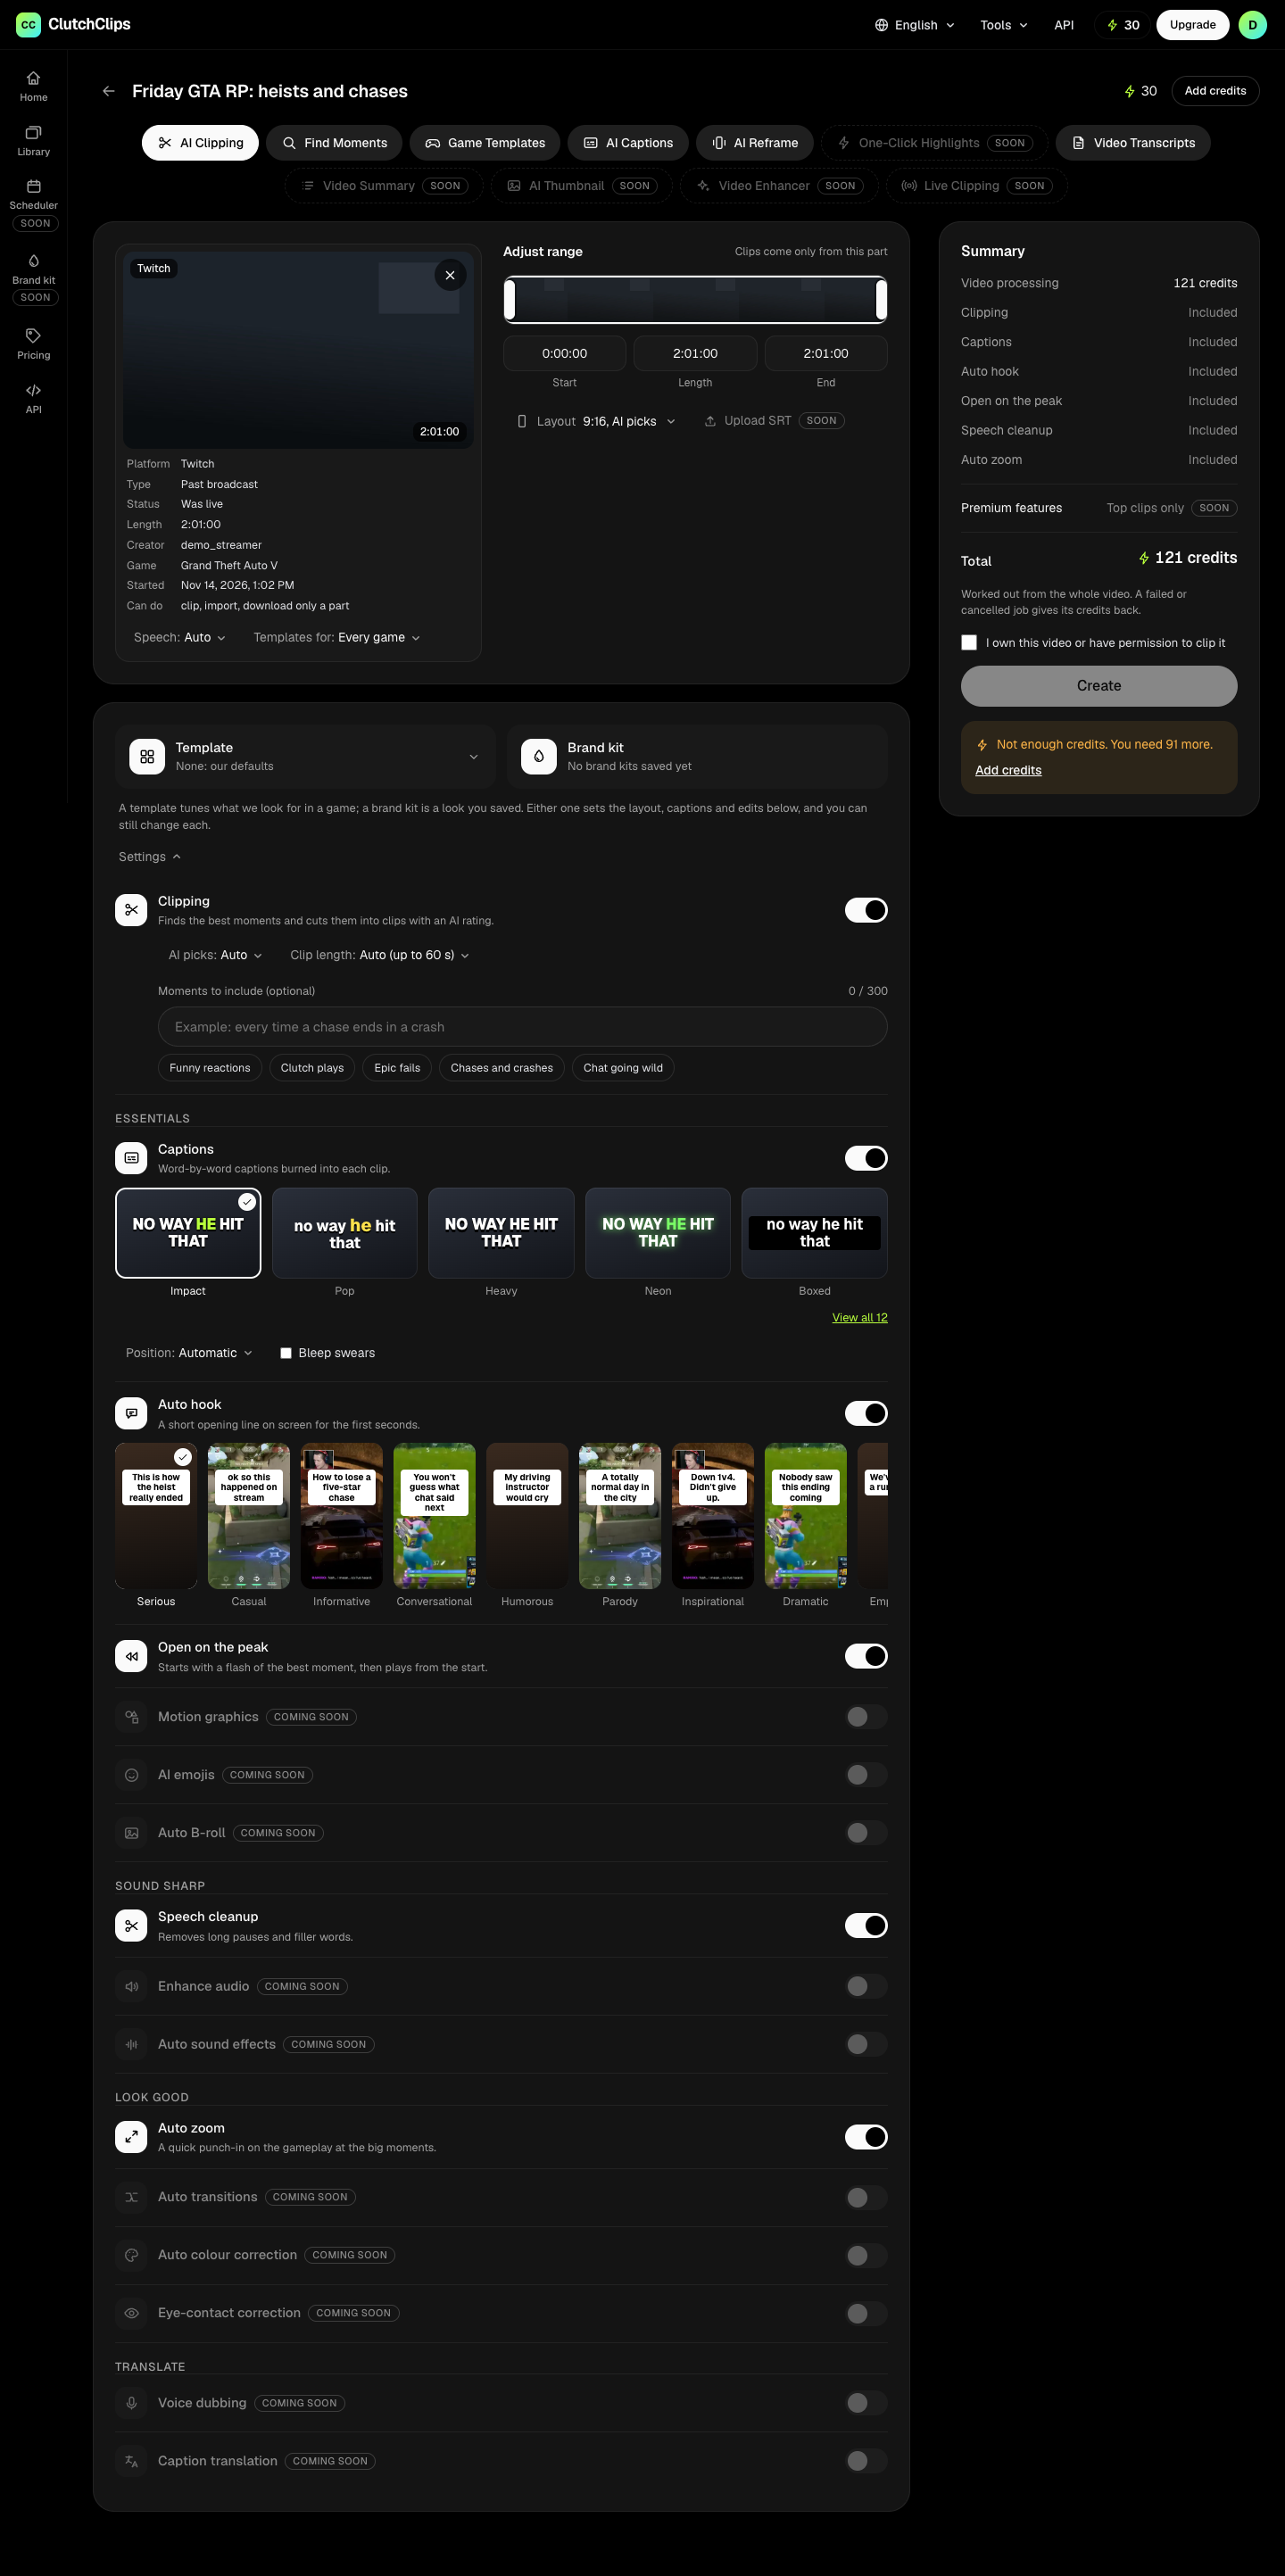 CC ClutchClips
English
Tools
API
30
Upgrade
D
Home
Library
Scheduler
SOON
Brand kit
SOON
Pricing
API
Friday GTA RP: heists and chases
30
Add credits
AI Clipping
Find Moments
Game Templates
AI Captions
AI Reframe
One-Click Highlights SOON
Video Transcripts
Video Summary SOON
AI Thumbnail SOON
Video Enhancer SOON
Live Clipping SOON
Twitch
2:01:00
Platform Twitch
Type Past broadcast
Status Was live
Length 2:01:00
Creator demo_streamer
Game Grand Theft Auto V
Started Nov 14, 2026, 1:02 PM
Can do clip, import, download only a part
Speech: Auto
Templates for: Every game
Adjust range
Clips come only from this part
0:00:00
2:01:00
2:01:00
Start
Length
End
Layout 9:16, AI picks
Upload SRT SOON
Summary
Video processing 121 credits
Clipping Included
Captions Included
Auto hook Included
Open on the peak Included
Speech cleanup Included
Auto zoom Included
Premium features Top clips only SOON
Total 121 credits
Worked out from the whole video. A failed or
cancelled job gives its credits back.
I own this video or have permission to clip it
Create
Not enough credits. You need 91 more.
Add credits
Template
None: our defaults
Brand kit
No brand kits saved yet
A template tunes what we look for in a game; a brand kit is a look you saved. Either one sets the layout, captions and edits below, and you can
still change each.
Settings
Clipping
Finds the best moments and cuts them into clips with an AI rating.
AI picks: Auto
Clip length: Auto (up to 60 s)
Moments to include (optional)
0 / 300
Example: every time a chase ends in a crash
Funny reactions
Clutch plays
Epic fails
Chases and crashes
Chat going wild
ESSENTIALS
Captions
Word-by-word captions burned into each clip.
NO WAY HE HIT
THAT
no way he hit
that
NO WAY HE HIT
THAT
NO WAY HE HIT
THAT
no way he hit
that
Impact
Pop
Heavy
Neon
Boxed
View all 12
Position: Automatic
Bleep swears
Auto hook
A short opening line on screen for the first seconds.
This is how
the heist
really ended
ok so this
happened on
stream
How to lose a
five-star
chase
You won't
guess what
chat said
next
My driving
instructor
would cry
A totally
normal day in
the city
Down 1v4.
Didn't give
up.
Nobody saw
this ending
coming
Serious
Casual
Informative
Conversational
Humorous
Parody
Inspirational
Dramatic
Open on the peak
Starts with a flash of the best moment, then plays from the start.
Motion graphics COMING SOON
AI emojis COMING SOON
Auto B-roll COMING SOON
SOUND SHARP
Speech cleanup
Removes long pauses and filler words.
Enhance audio COMING SOON
Auto sound effects COMING SOON
LOOK GOOD
Auto zoom
A quick punch-in on the gameplay at the big moments.
Auto transitions COMING SOON
Auto colour correction COMING SOON
Eye-contact correction COMING SOON
TRANSLATE
Voice dubbing COMING SOON
Caption translation COMING SOON